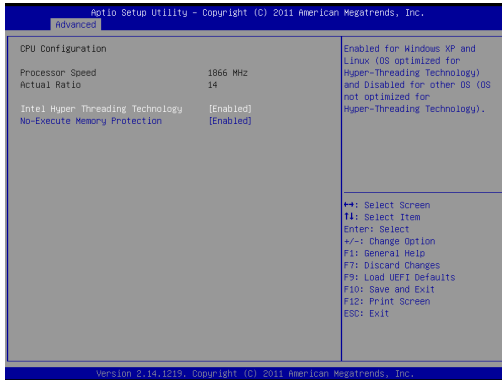 Aptio Setup Utility – Copyright (C) 2011 American Megatrends, Inc.
Advanced
CPU Configuration
Processor Speed 1866 MHz
Actual Ratio 14
Intel Hyper Threading Technology [Enabled]
No-Execute Memory Protection [Enabled]
Enabled for Windows XP and
Linux (OS optimized for
Hyper-Threading Technology)
and Disabled for other OS (OS
not optimized for
Hyper-Threading Technology).
↔: Select Screen
↑↓: Select Item
Enter: Select
+/-: Change Option
F1: General Help
F7: Discard Changes
F9: Load UEFI Defaults
F10: Save and Exit
F12: Print Screen
ESC: Exit
Version 2.14.1219. Copyright (C) 2011 American Megatrends, Inc.